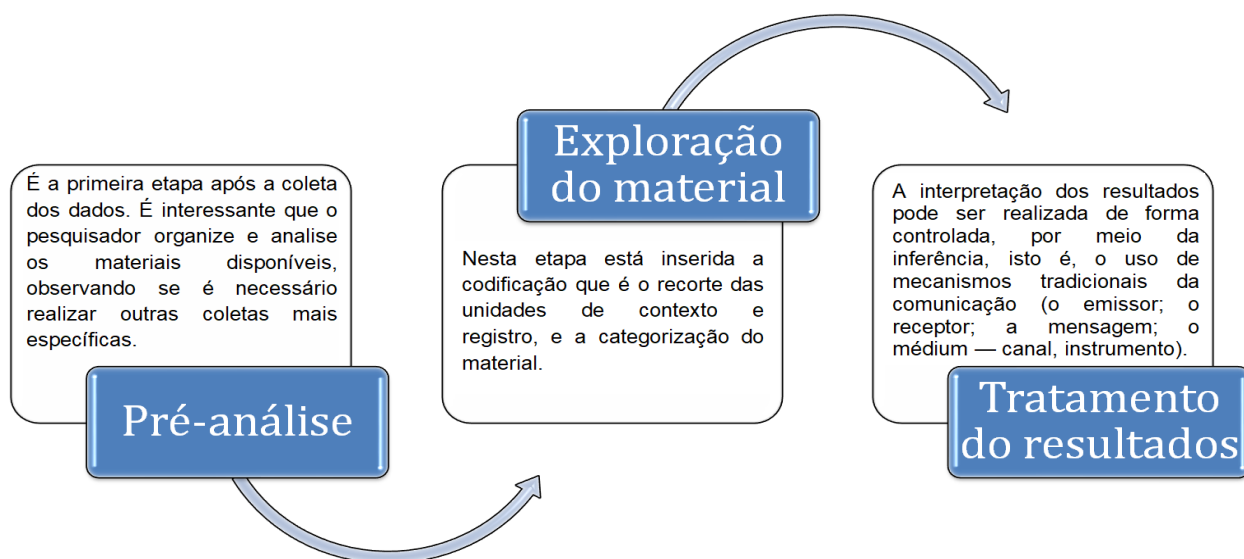 É a primeira etapa após a coleta
dos dados. É interessante que o
pesquisador organize e analise
os materiais disponíveis,
observando se é necessário
realizar outras coletas mais
específicas.
Pré-análise
Exploração
do material
Nesta etapa está inserida a
codificação que é o recorte das
unidades de contexto e
registro, e a categorização do
material.
A interpretação dos resultados
pode ser realizada de forma
controlada, por meio da
inferência, isto é, o uso de
mecanismos tradicionais da
comunicação (o emissor; o
receptor; a mensagem; o
médium — canal, instrumento).
Tratamento
do resultados